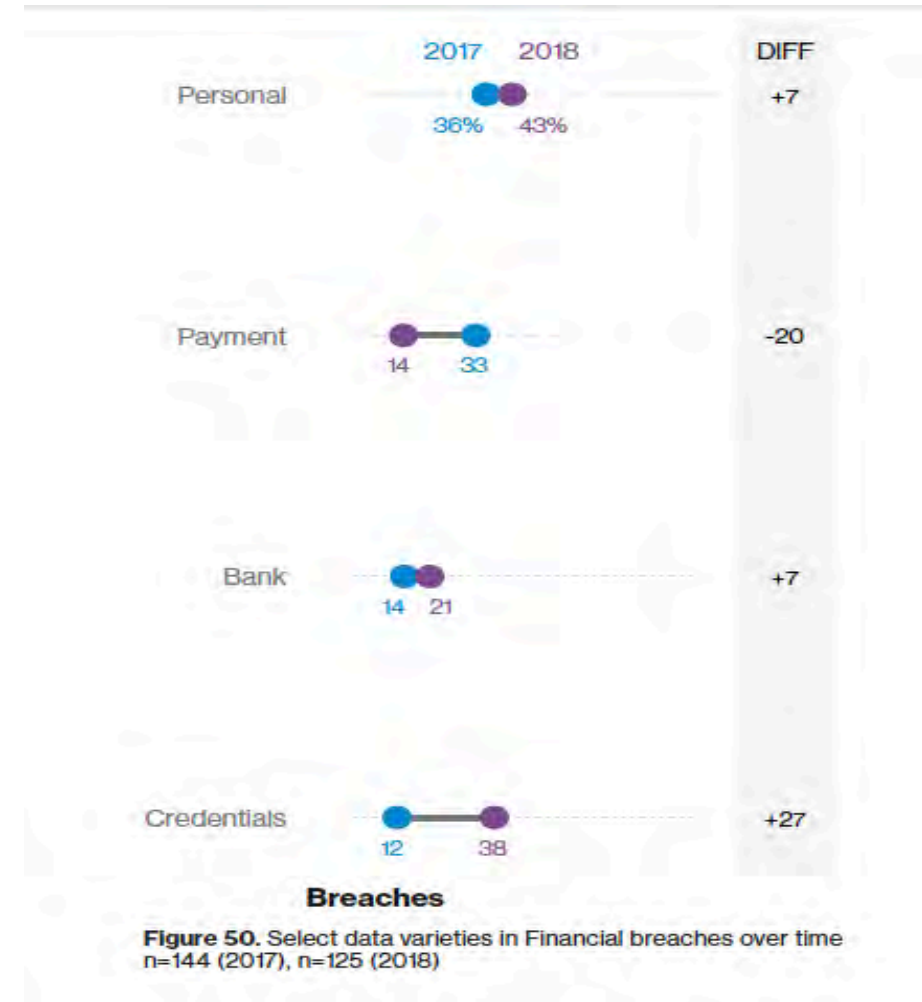 2017 2018 DIFF
Personal +7
36% 43%
Payment -20
14 33
Bank +7
14 21
Credentials +27
12 38
Breaches
Figure 50. Select data varieties in Financial breaches over time
n=144 (2017), n=125 (2018)